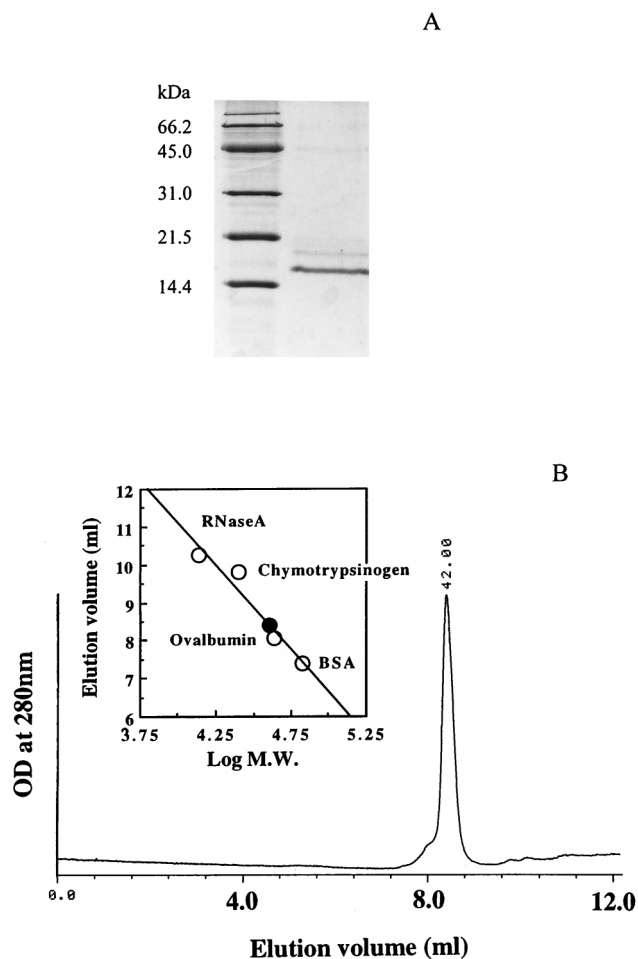 A
kDa
66.2
45.0
31.0
21.5
14.4
B
12
11
10
9
8
7
6
Elution volume (ml)
RNaseA
Chymotrypsinogen
Ovalbumin
BSA
3.75
4.25
4.75
5.25
Log M.W.
42.00
OD at 280nm
0.0
4.0
8.0
12.0
Elution volume (ml)